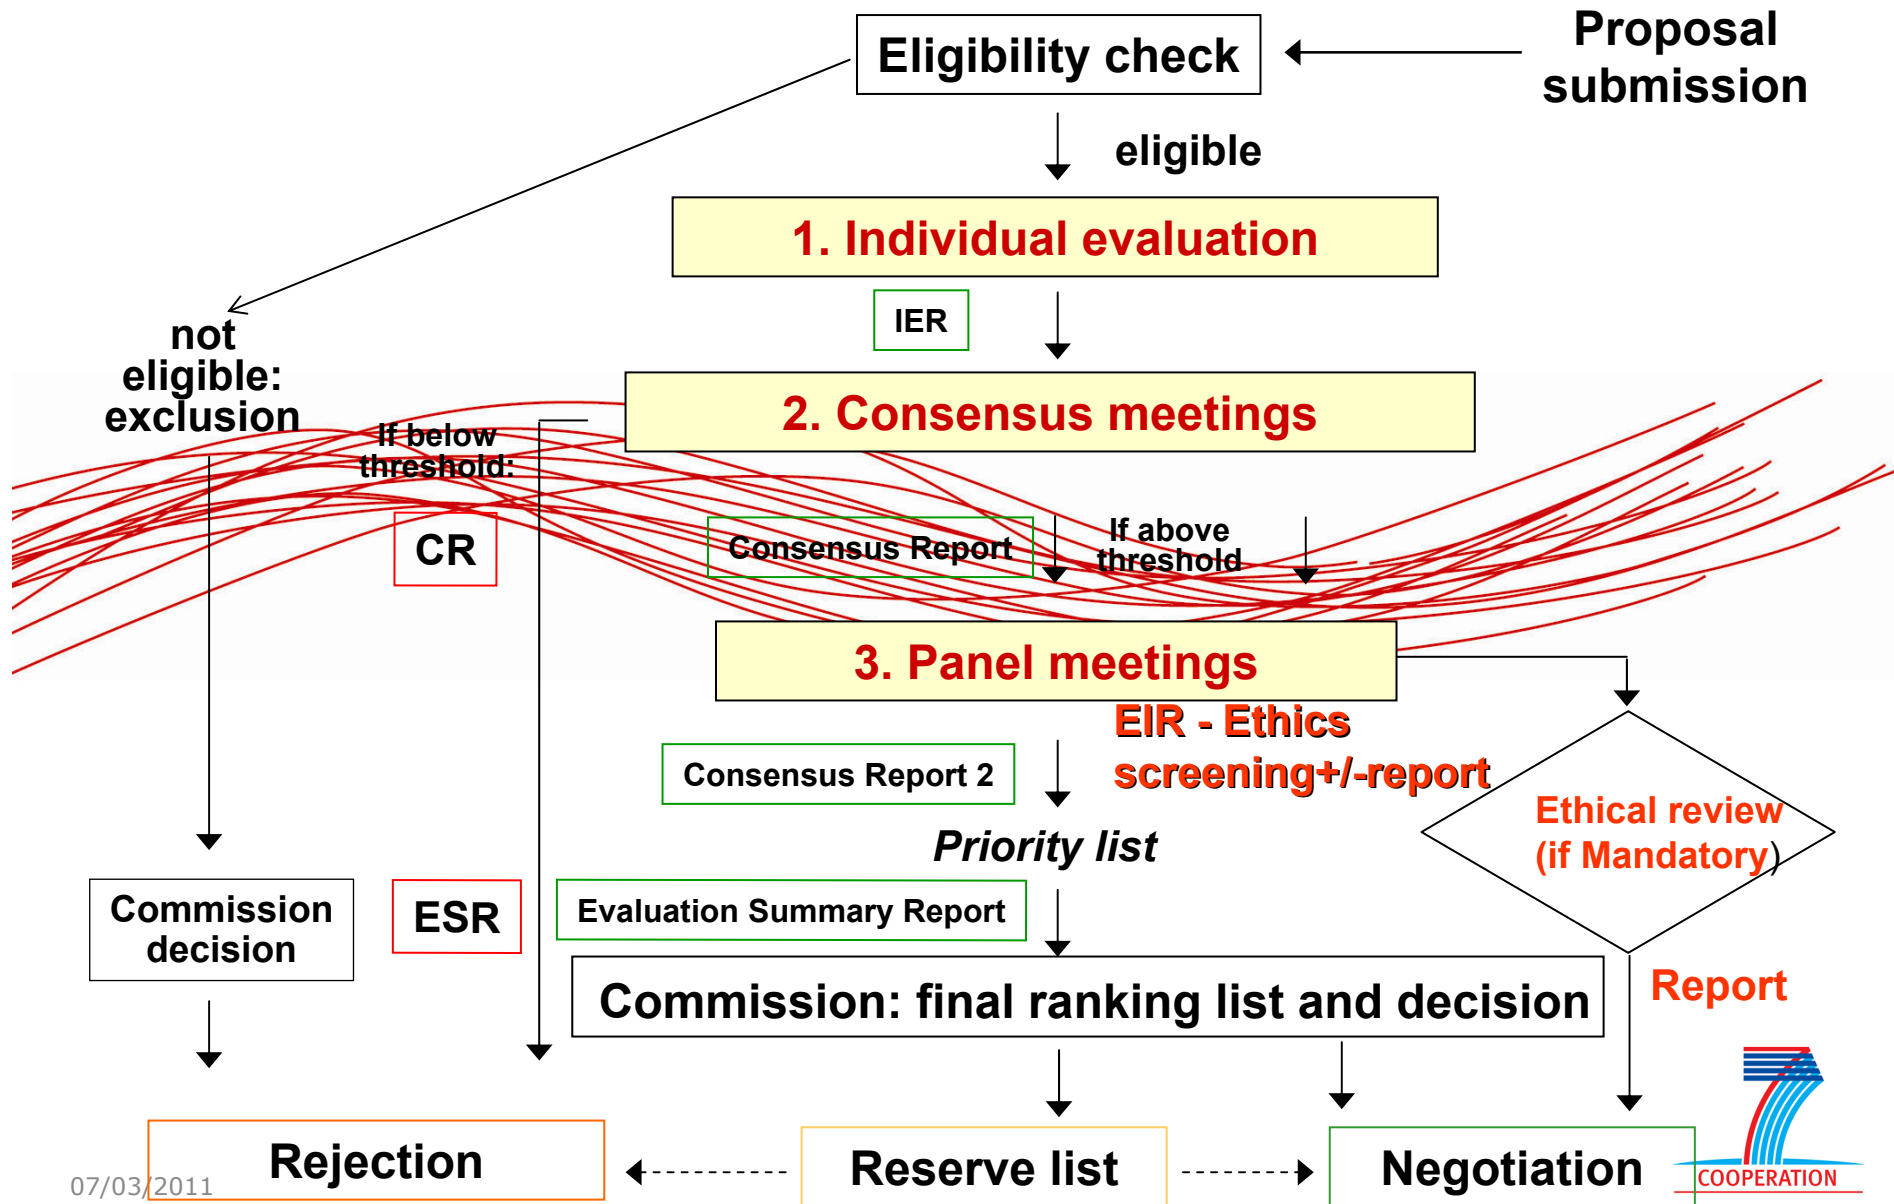 Proposal
submission
Eligibility check
eligible
1. Individual evaluation
IER
not
eligible:
exclusion
2. Consensus meetings
If below
threshold:
CR
Consensus Report
If above
threshold
3. Panel meetings
EIR - Ethics
screening+/-report
Consensus Report 2
Ethical review
(if Mandatory)
Priority list
Commission
decision
ESR
Evaluation Summary Report
Commission: final ranking list and decision
Report
Rejection
Reserve list
Negotiation
07/03/2011
COOPERATION